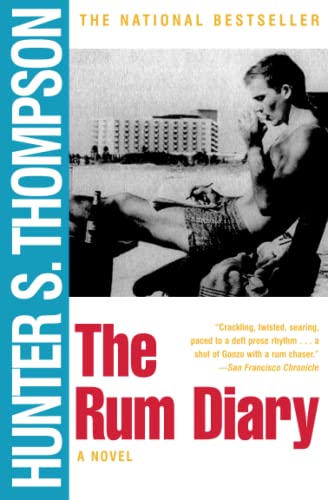 HUNTER S. THOMPSON
THE NATIONAL BESTSELLER
"Crackling, twisted, searing,
paced to a deft prose rhythm . . . a
shot of Gonzo with a rum chaser."
—San Francisco Chronicle
The
Rum Diary
A NOVEL